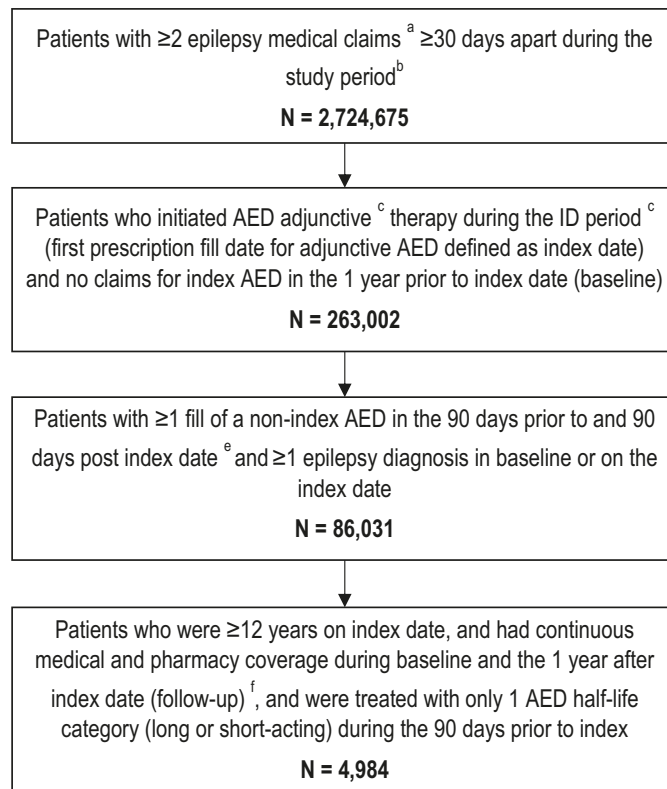 Patients with ≥2 epilepsy medical claims a ≥30 days apart during the
study period b
N = 2,724,675
Patients who initiated AED adjunctive c therapy during the ID period c
(first prescription fill date for adjunctive AED defined as index date)
and no claims for index AED in the 1 year prior to index date (baseline)
N = 263,002
Patients with ≥1 fill of a non-index AED in the 90 days prior to and 90
days post index date e and ≥1 epilepsy diagnosis in baseline or on the
index date
N = 86,031
Patients who were ≥12 years on index date, and had continuous
medical and pharmacy coverage during baseline and the 1 year after
index date (follow-up) f, and were treated with only 1 AED half-life
category (long or short-acting) during the 90 days prior to index
N = 4,984